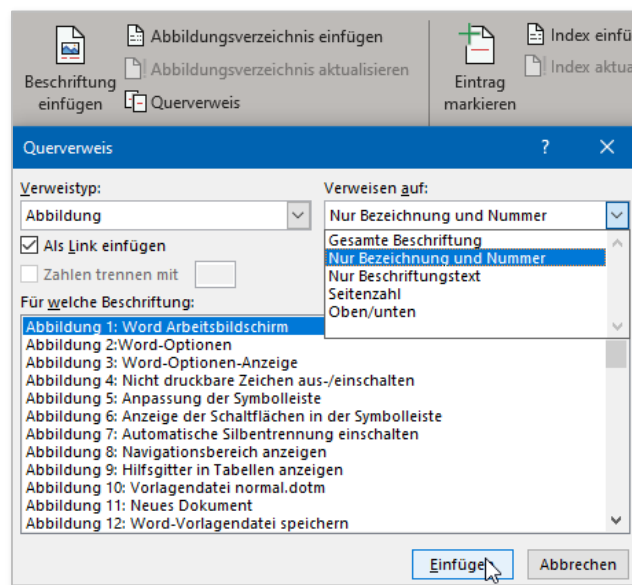 Beschriftung
einfügen
Abbildungsverzeichnis einfügen
Abbildungsverzeichnis aktualisieren
Querverweis
Eintrag
markieren
Index einfü
Index aktua
Querverweis
? ×
Verweistyp:
Abbildung
Als Link einfügen
Zahlen trennen mit
Verweisen auf:
Nur Bezeichnung und Nummer
Gesamte Beschriftung
Nur Bezeichnung und Nummer
Nur Beschriftungstext
Seitenzahl
Oben/unten
Für welche Beschriftung:
Abbildung 1: Word Arbeitsbildschirm
Abbildung 2:Word-Optionen
Abbildung 3: Word-Optionen-Anzeige
Abbildung 4: Nicht druckbare Zeichen aus-/einschalten
Abbildung 5: Anpassung der Symbolleiste
Abbildung 6: Anzeige der Schaltflächen in der Symbolleiste
Abbildung 7: Automatische Silbentrennung einschalten
Abbildung 8: Navigationsbereich anzeigen
Abbildung 9: Hilfsgitter in Tabellen anzeigen
Abbildung 10: Vorlagendatei normal.dotm
Abbildung 11: Neues Dokument
Abbildung 12: Word-Vorlagendatei speichern
Einfügen
Abbrechen